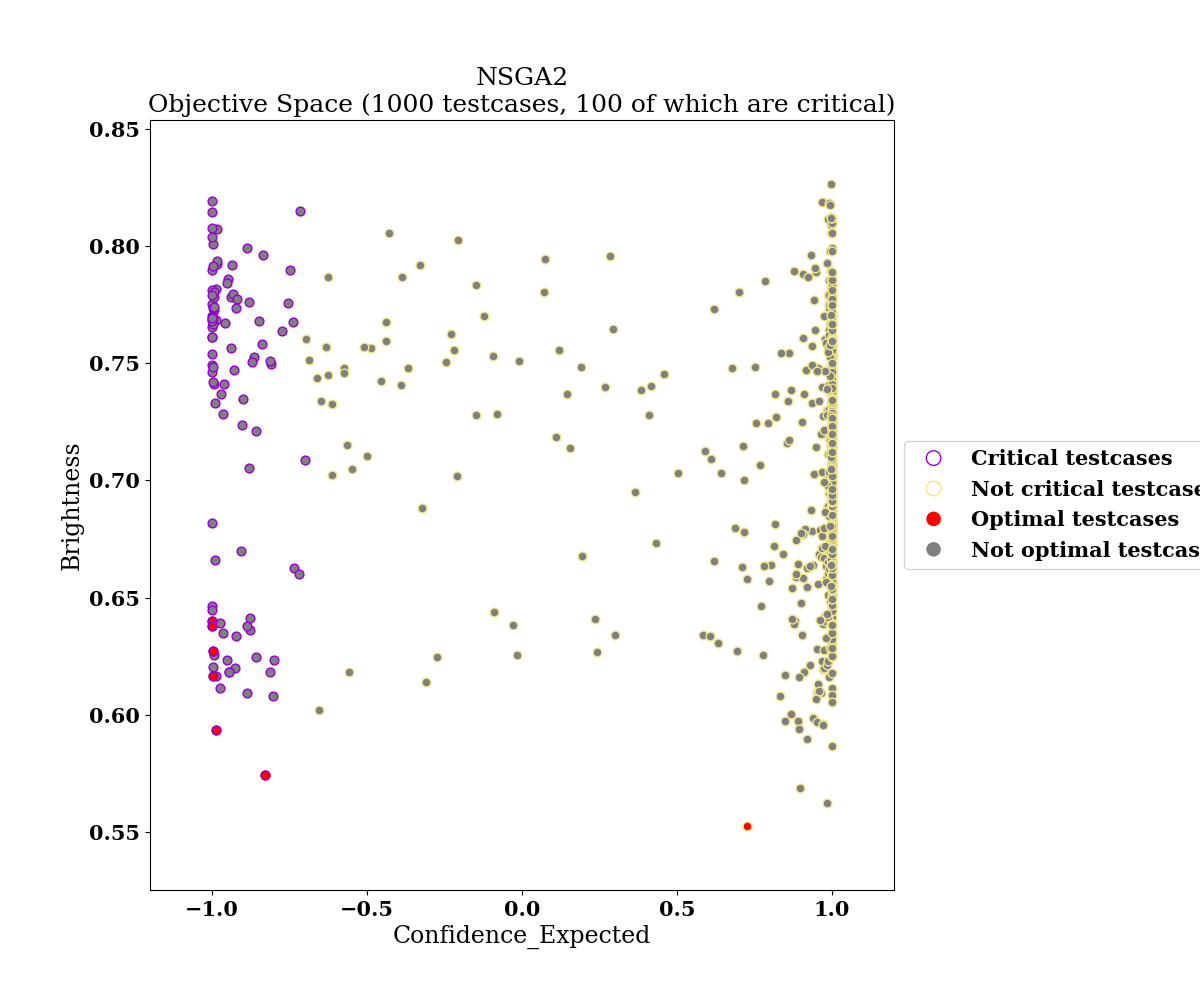 NSGA2
Objective Space (1000 testcases, 100 of which are critical)
0.85
0.80
0.75
0.70
0.65
0.60
0.55
Brightness
−1.0
−0.5
0.0
0.5
1.0
Confidence_Expected
Critical testcases
Not critical testcase
Optimal testcases
Not optimal testcas